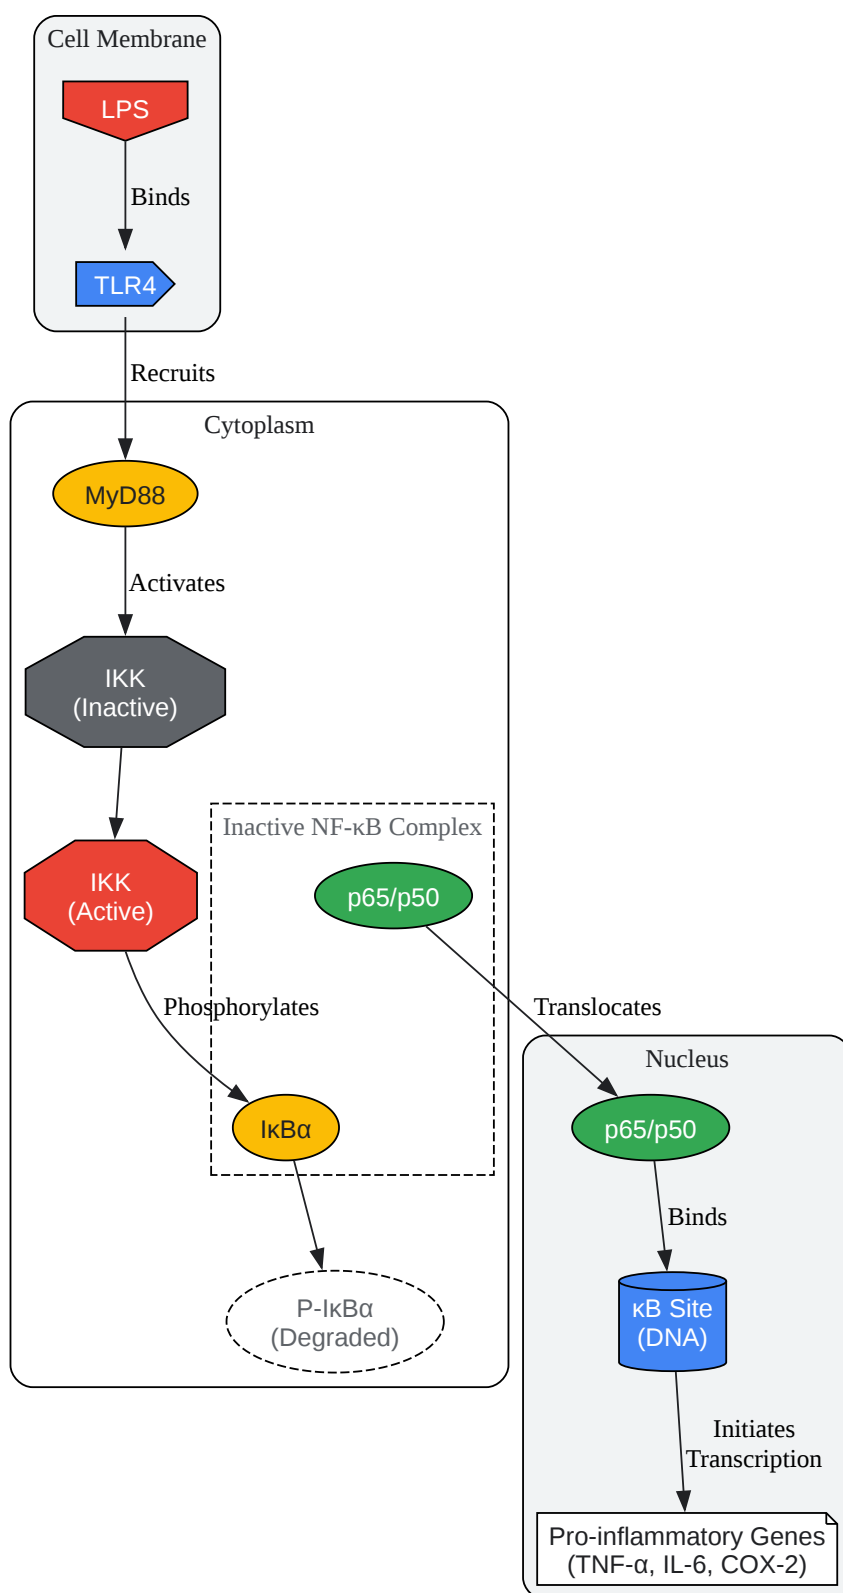 Cell Membrane
LPS
Binds
TLR4
Recruits
Cytoplasm
MyD88
Activates
IKK
(Inactive)
Inactive NF-κB Complex
IKK
(Active)
p65/p50
Phosphorylates
Translocates
Nucleus
IκBα
p65/p50
Binds
P-IκBα
(Degraded)
κB Site
(DNA)
Initiates
Transcription
Pro-inflammatory Genes
(TNF-α, IL-6, COX-2)